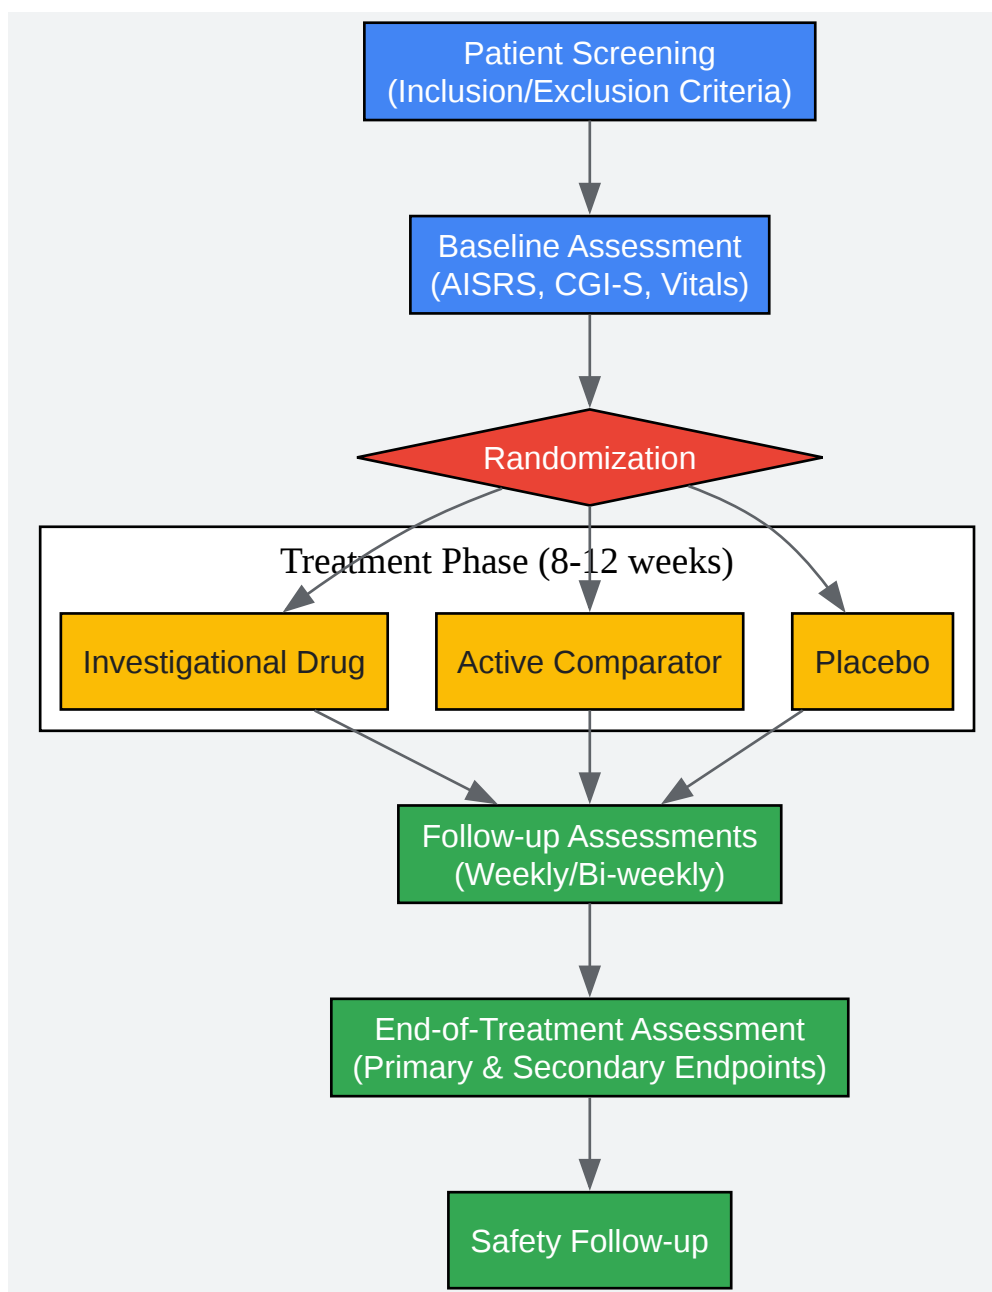 Patient Screening
(Inclusion/Exclusion Criteria)
Baseline Assessment
(AISRS, CGI-S, Vitals)
Randomization
Treatment Phase (8-12 weeks)
Investigational Drug
Active Comparator
Placebo
Follow-up Assessments
(Weekly/Bi-weekly)
End-of-Treatment Assessment
(Primary & Secondary Endpoints)
Safety Follow-up